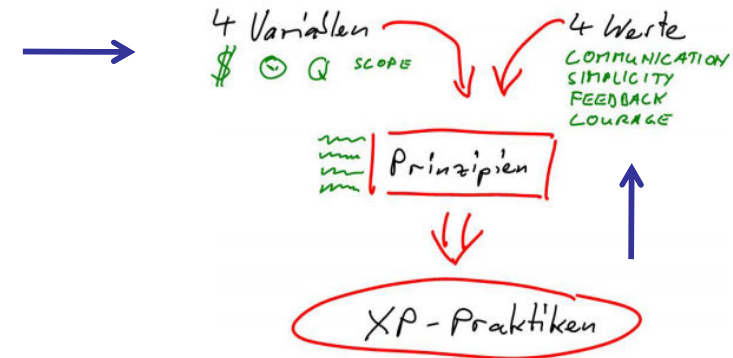 4 Variablen
$ Q SCOPE
4 Werte
COMMUNICATION
SIMPLICITY
FEEDBACK
COURAGE
Prinzipien
XP-Praktiken